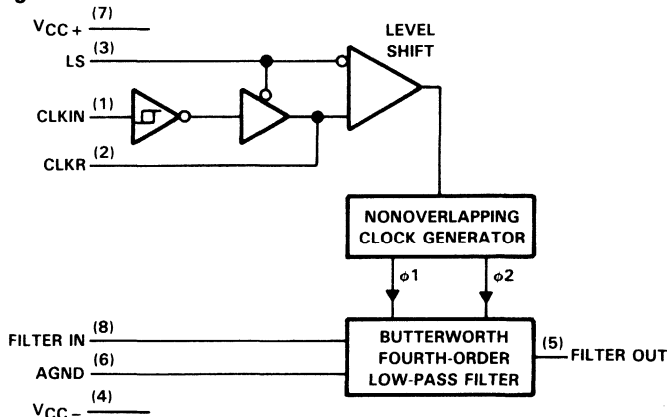 (7)
VCC+
LEVEL
SHIFT
(3)
LS
(1)
CLKIN
(2)
CLKR
NONOVERLAPPING
CLOCK GENERATOR
φ1
φ2
(8)
FILTER IN
BUTTERWORTH
FOURTH-ORDER
LOW-PASS FILTER
(5)
FILTER OUT
(6)
AGND
(4)
VCC−